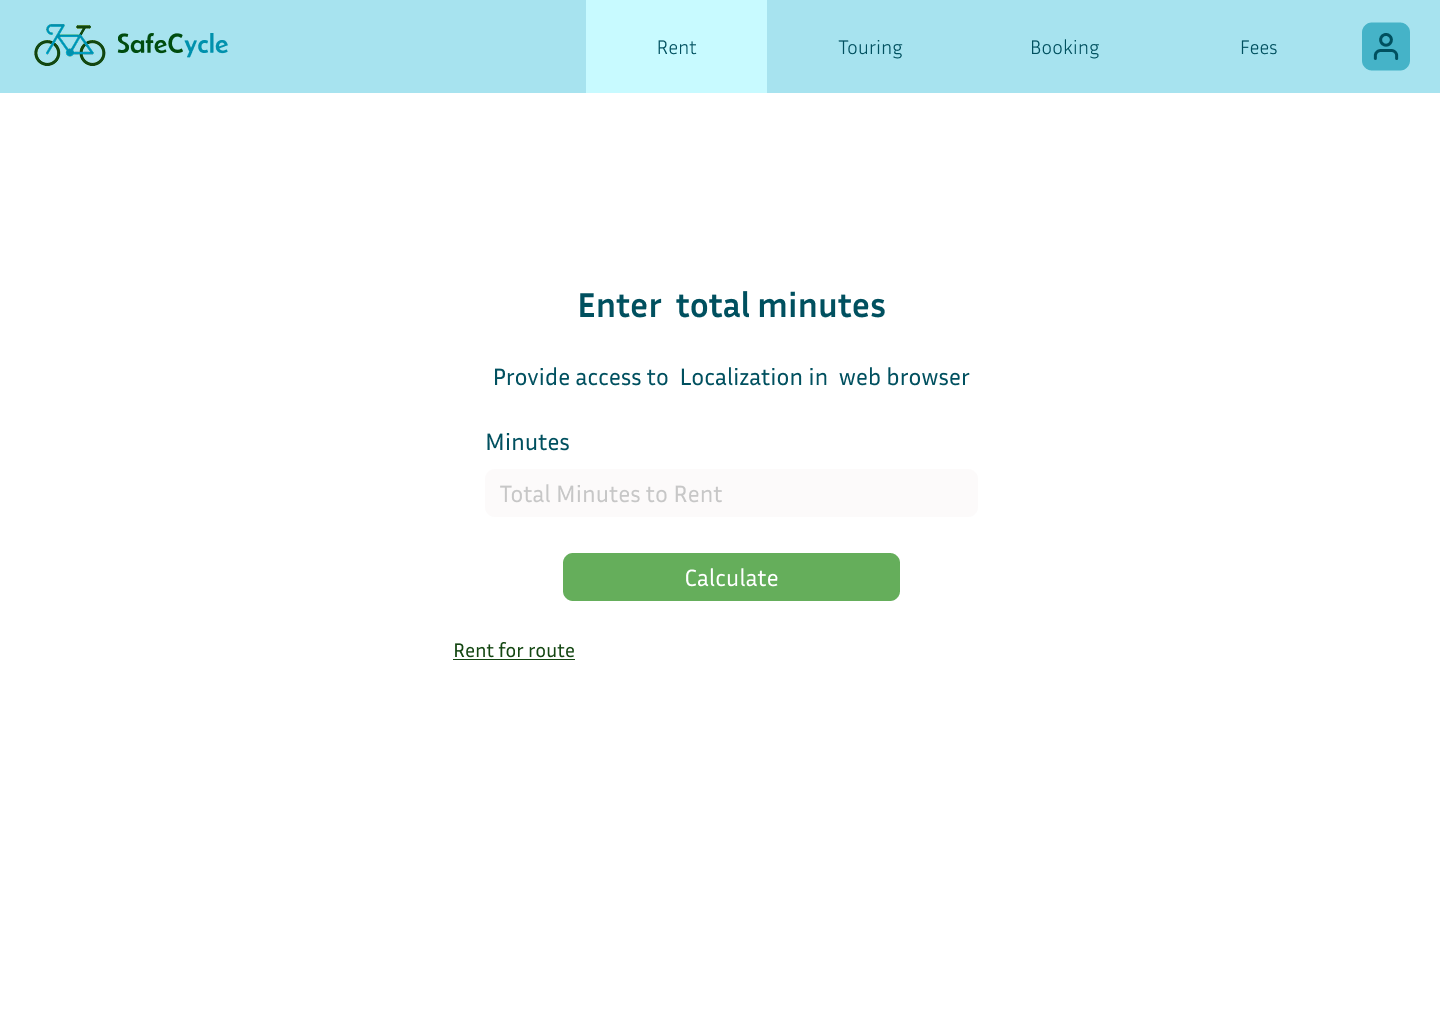 SafeCycle
Rent
Touring
Booking
Fees
Enter total minutes
Provide access to Localization in web browser
Minutes
Total Minutes to Rent
Calculate
Rent for route